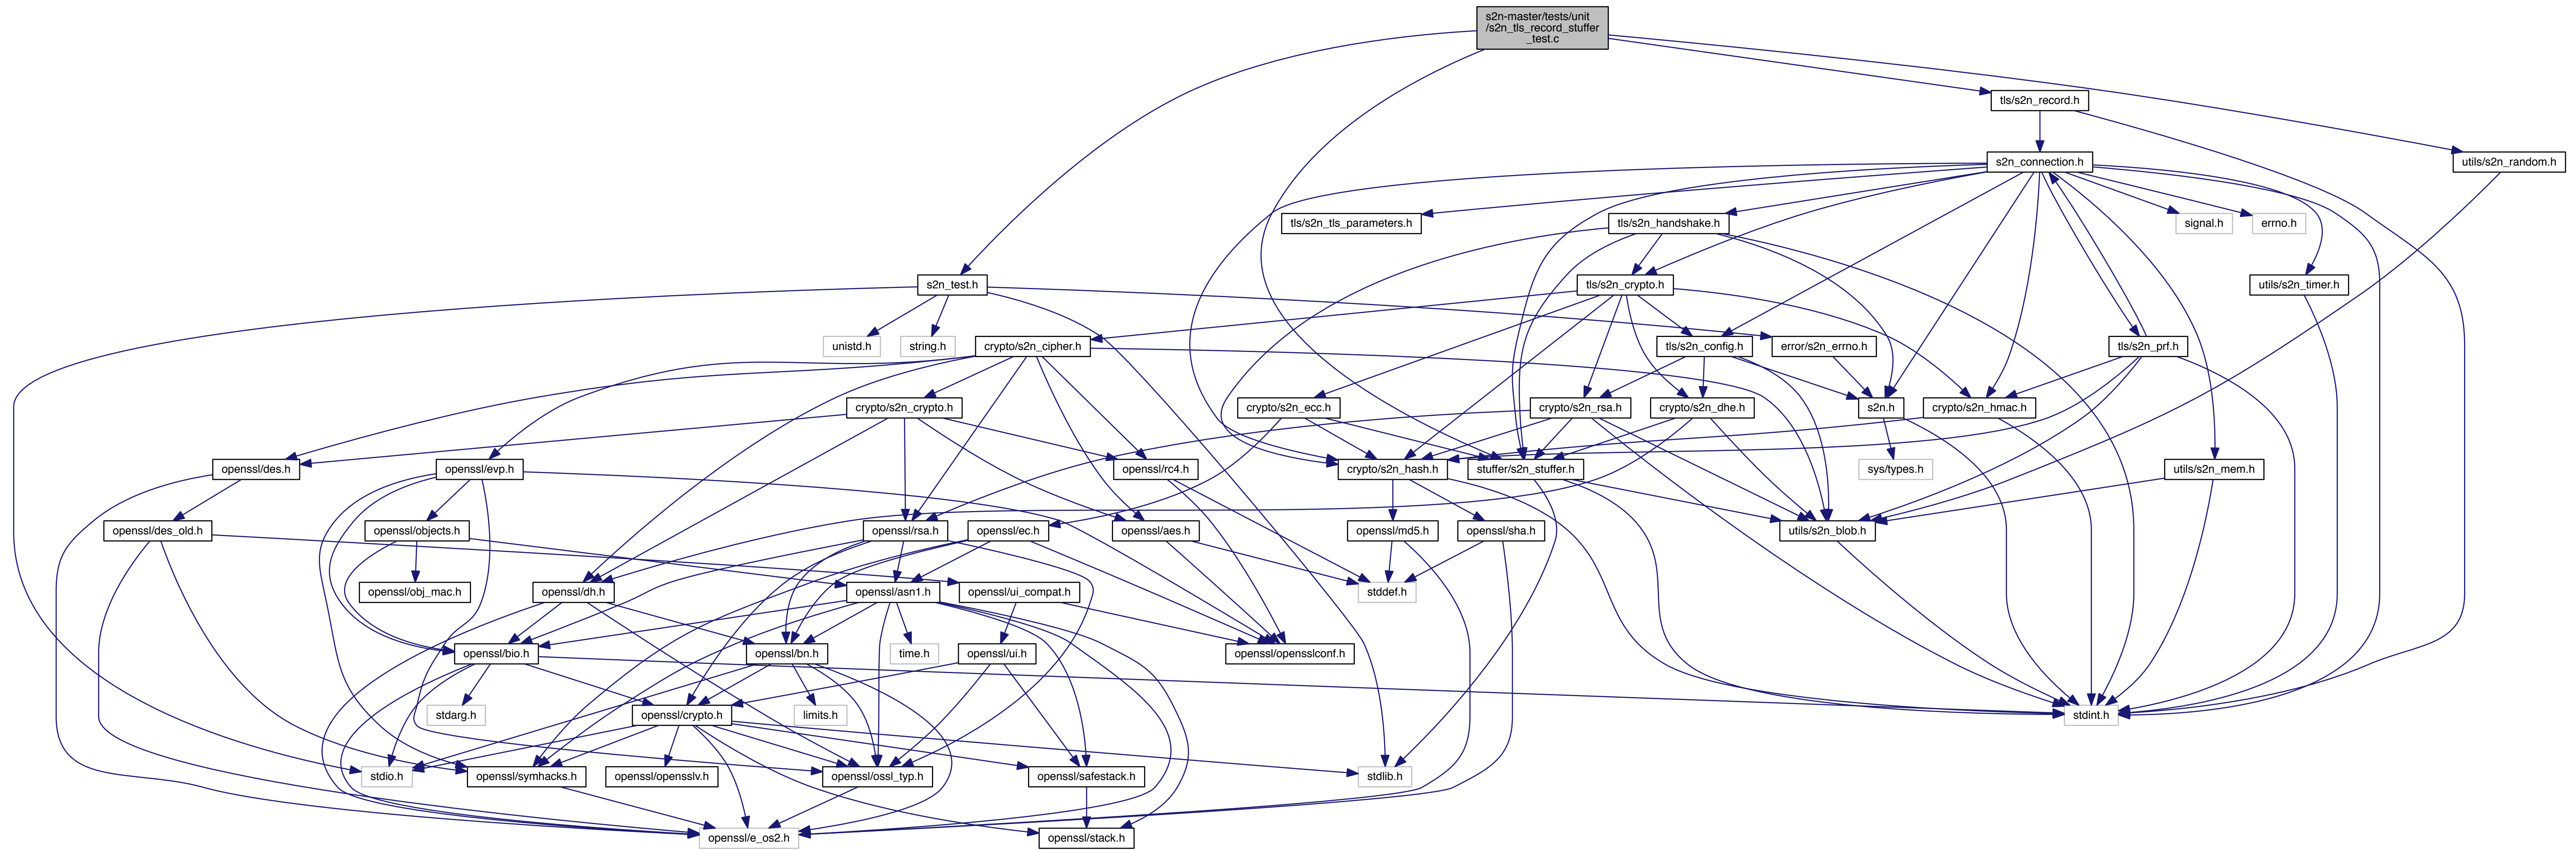 s2n-master/tests/unit
/s2n_tls_record_stuffer
_test.c
tls/s2n_record.h
s2n_connection.h
utils/s2n_random.h
tls/s2n_tls_parameters.h
tls/s2n_handshake.h
signal.h
errno.h
s2n_test.h
tls/s2n_crypto.h
utils/s2n_timer.h
unistd.h
string.h
crypto/s2n_cipher.h
tls/s2n_config.h
error/s2n_errno.h
tls/s2n_prf.h
crypto/s2n_crypto.h
crypto/s2n_ecc.h
crypto/s2n_rsa.h
crypto/s2n_dhe.h
s2n.h
crypto/s2n_hmac.h
openssl/des.h
openssl/evp.h
openssl/rc4.h
crypto/s2n_hash.h
stuffer/s2n_stuffer.h
sys/types.h
utils/s2n_mem.h
openssl/des_old.h
openssl/objects.h
openssl/rsa.h
openssl/ec.h
openssl/aes.h
openssl/md5.h
openssl/sha.h
utils/s2n_blob.h
openssl/obj_mac.h
openssl/dh.h
openssl/asn1.h
openssl/ui_compat.h
stddef.h
openssl/bio.h
openssl/bn.h
time.h
openssl/ui.h
openssl/opensslconf.h
stdarg.h
openssl/crypto.h
limits.h
stdint.h
stdio.h
openssl/symhacks.h
openssl/opensslv.h
openssl/ossl_typ.h
openssl/safestack.h
stdlib.h
openssl/e_os2.h
openssl/stack.h